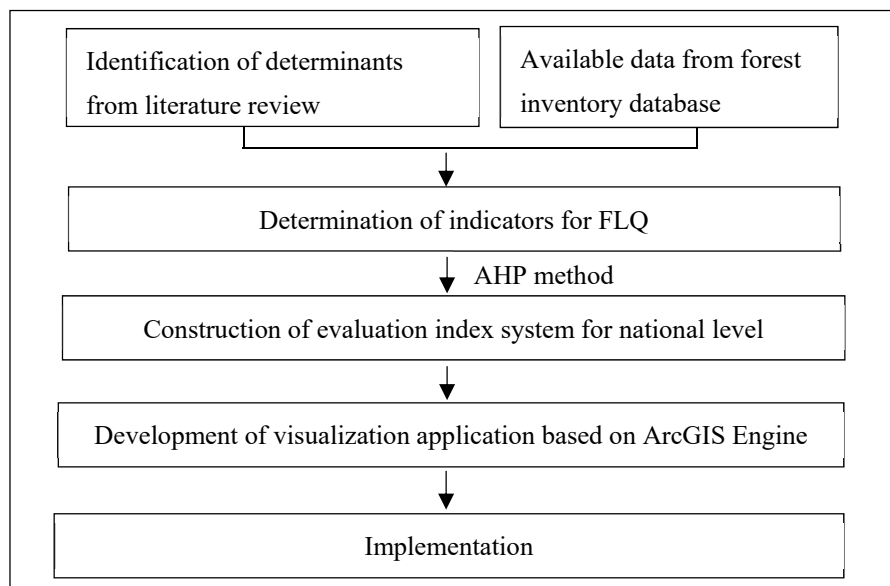 Identification of determinants
from literature review
Available data from forest
inventory database
Determination of indicators for FLQ
AHP method
Construction of evaluation index system for national level
Development of visualization application based on ArcGIS Engine
Implementation